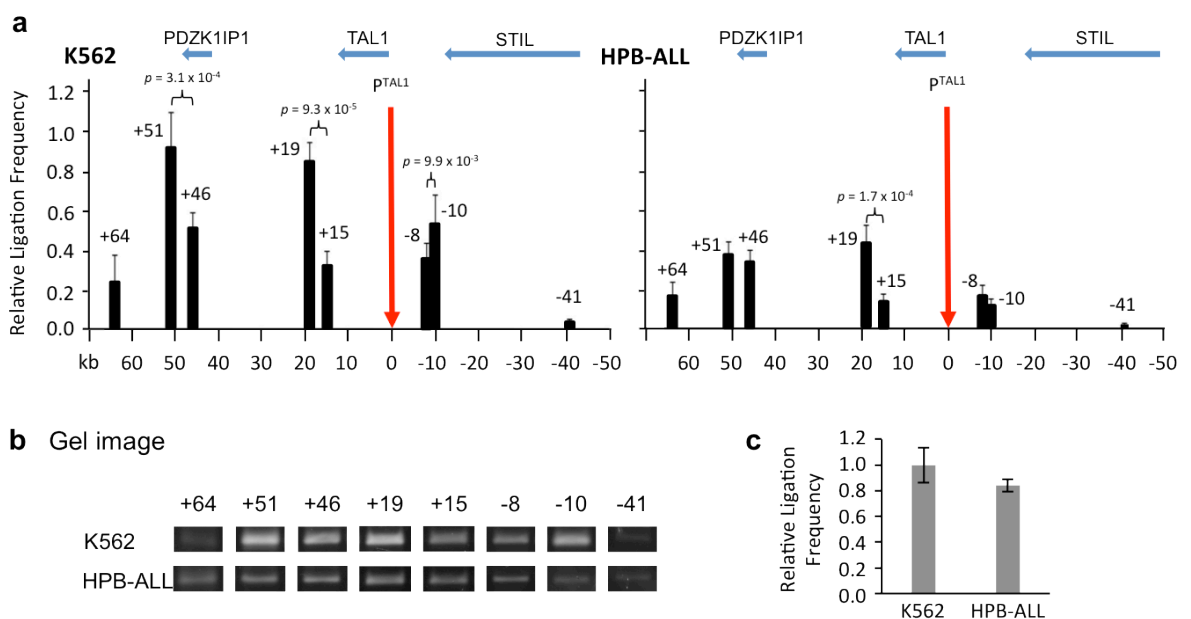 a
K562
PDZK1IP1 TAL1 STIL
HPB-ALL
PDZK1IP1 TAL1 STIL
Relative Ligation Frequency
1.2
1.0
0.8
0.6
0.4
0.2
0.0
p = 3.1 x 10-4
p = 9.3 x 10-5
p = 9.9 x 10-3
PTAL1
+64 +51 +46 +19 +15 -8 -10 -41
kb 60 50 40 30 20 10 0 -10 -20 -30 -40 -50
p = 1.7 x 10-4
PTAL1
+64 +51 +46 +19 +15 -8 -10 -41
60 50 40 30 20 10 0 -10 -20 -30 -40 -50
b Gel image
+64 +51 +46 +19 +15 -8 -10 -41
K562
HPB-ALL
c
Relative Ligation
Frequency
1.2
1.0
0.8
0.6
0.4
0.2
0.0
K562 HPB-ALL